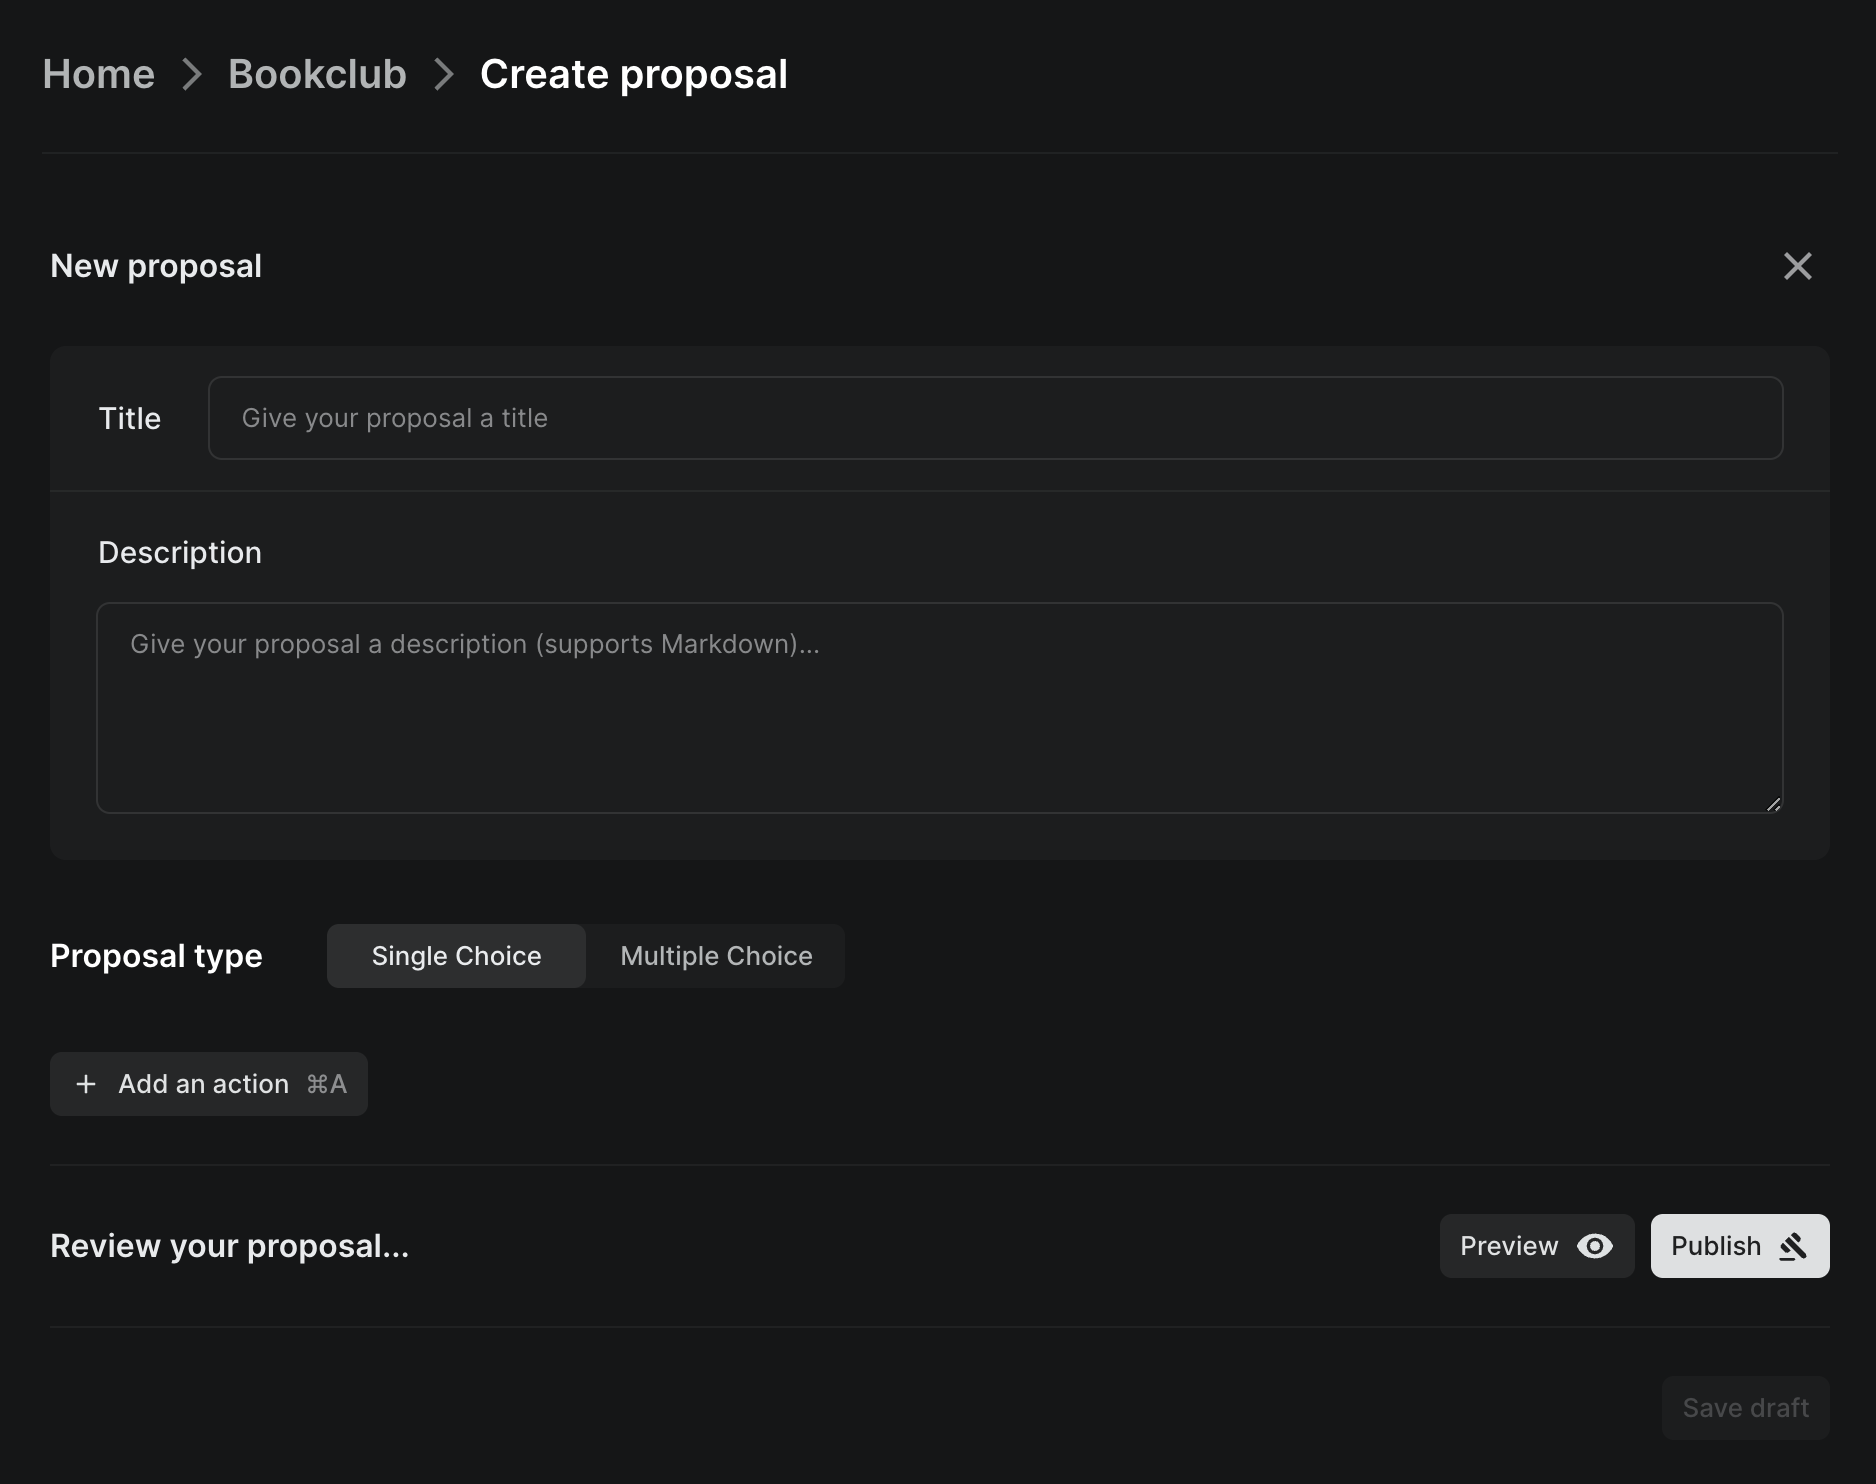 Home > Bookclub > Create proposal
New proposal
Title
Give your proposal a title
Description
Give your proposal a description (supports Markdown)...
Proposal type
Single Choice
Multiple Choice
Add an action ⌘A
Review your proposal...
Preview
Publish
Save draft